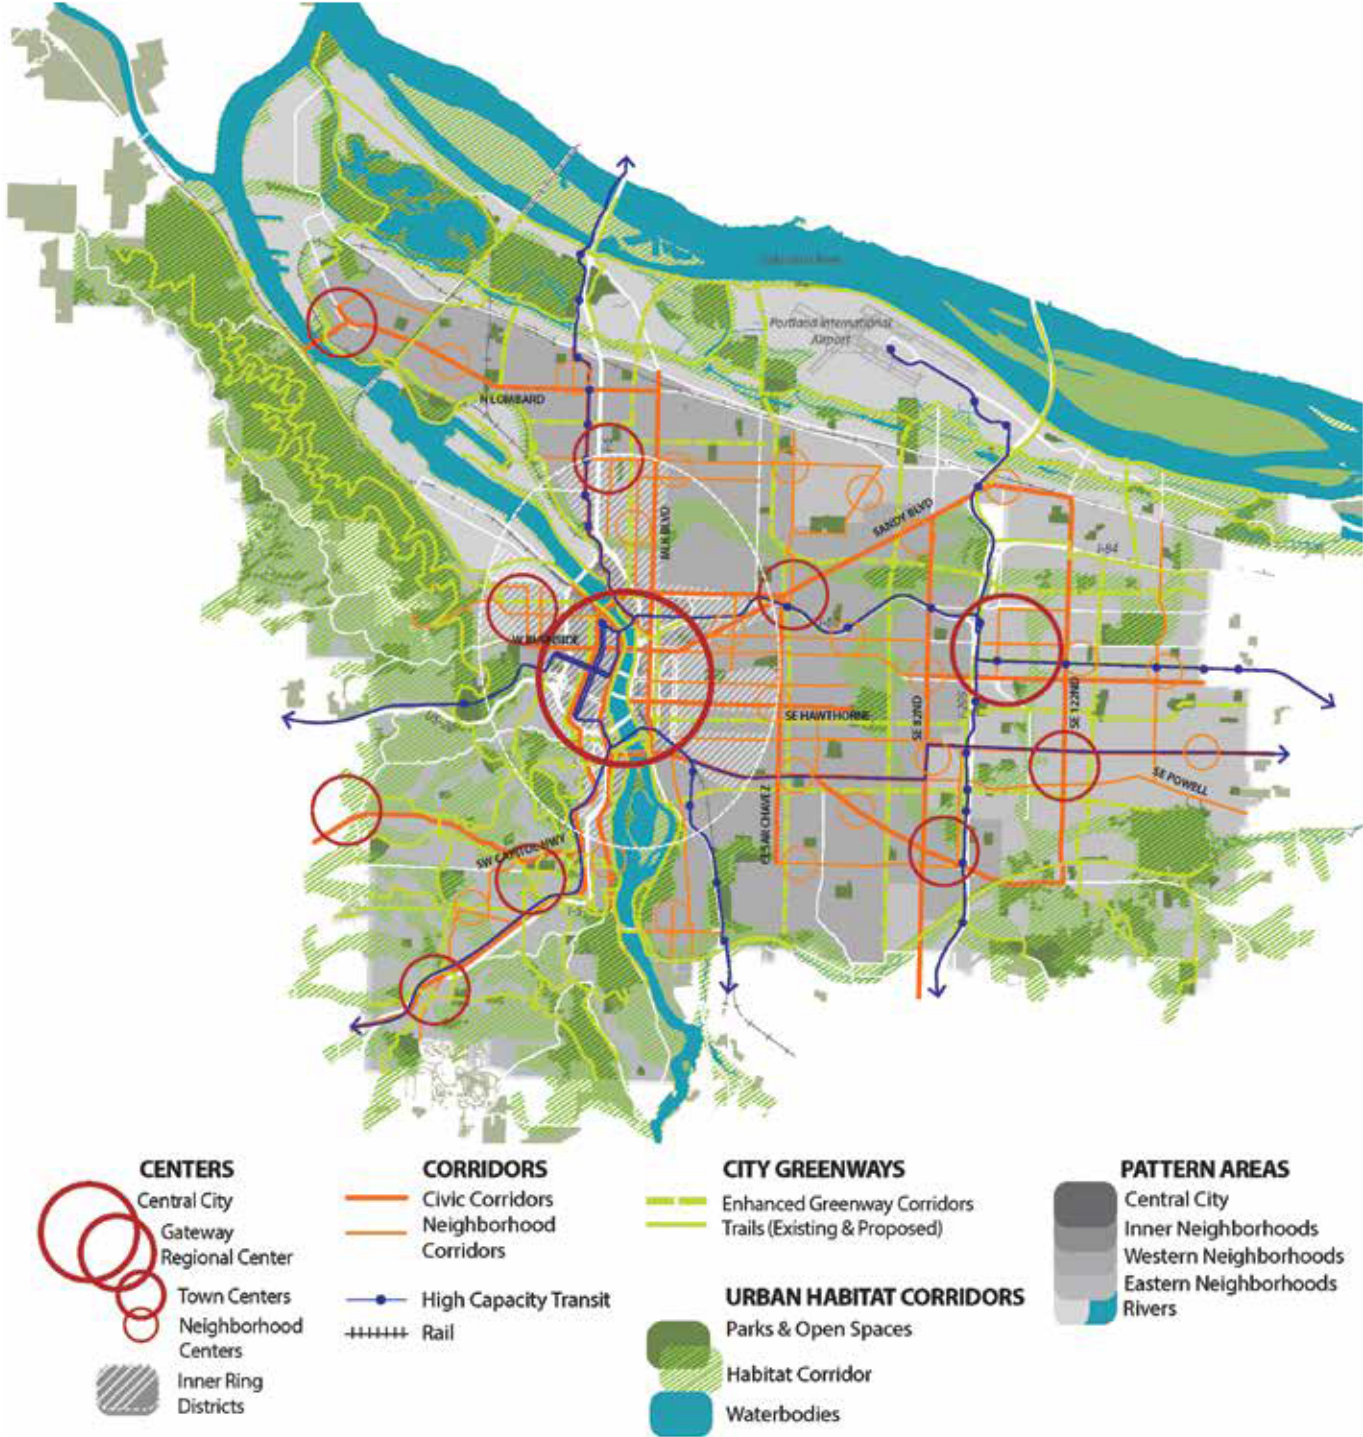 Portland International
Airport
N LOMBARD
MLK BLVD
SANDY BLVD
I-84
W BURNSIDE
I-205
SE 82ND
SE 122ND
SE HAWTHORNE
CESAR CHAVEZ
SE POWELL
SW CAPITOL HWY
I-5
CENTERS
Central City
Gateway
Regional Center
Town Centers
Neighborhood
Centers
Inner Ring
Districts
CORRIDORS
Civic Corridors
Neighborhood
Corridors
High Capacity Transit
Rail
CITY GREENWAYS
Enhanced Greenway Corridors
Trails (Existing & Proposed)
URBAN HABITAT CORRIDORS
Parks & Open Spaces
Habitat Corridor
Waterbodies
PATTERN AREAS
Central City
Inner Neighborhoods
Western Neighborhoods
Eastern Neighborhoods
Rivers